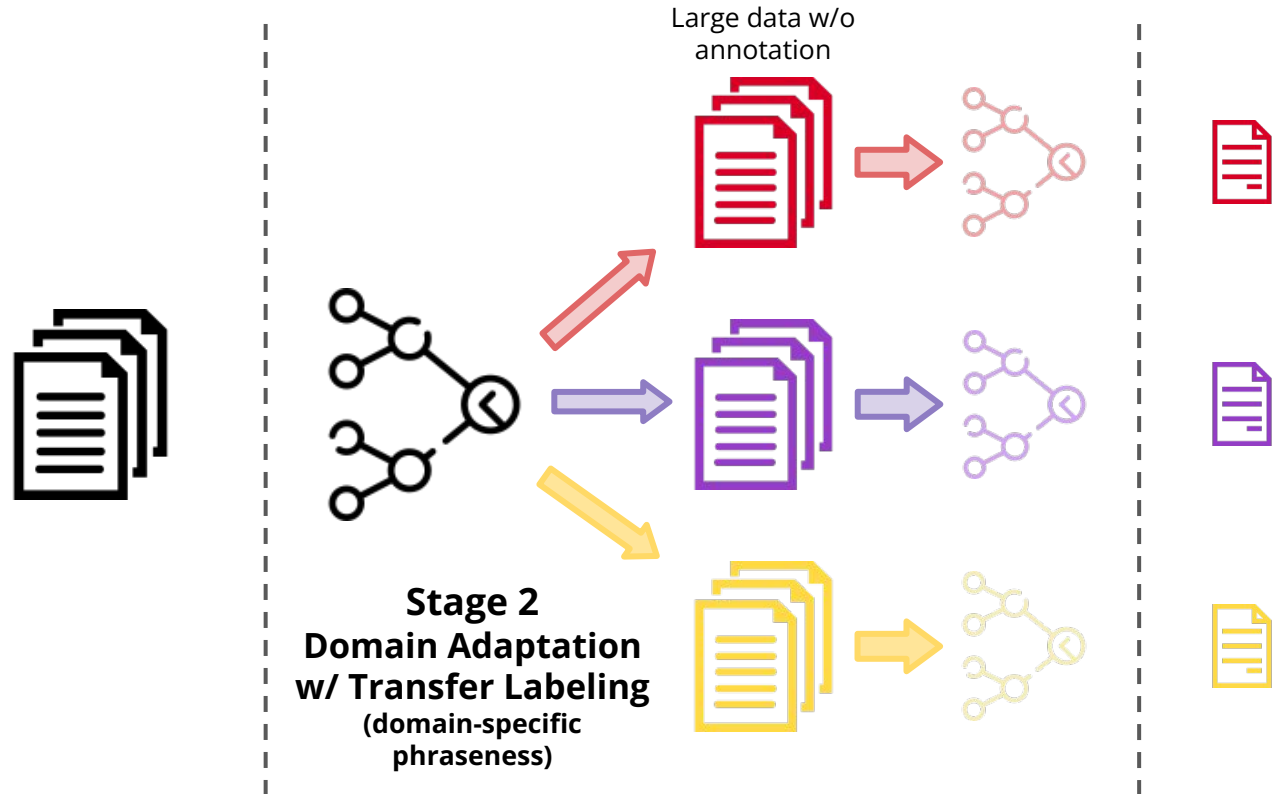 Large data w/o
annotation
Stage 2
Domain Adaptation
w/ Transfer Labeling
(domain-specific
phraseness)